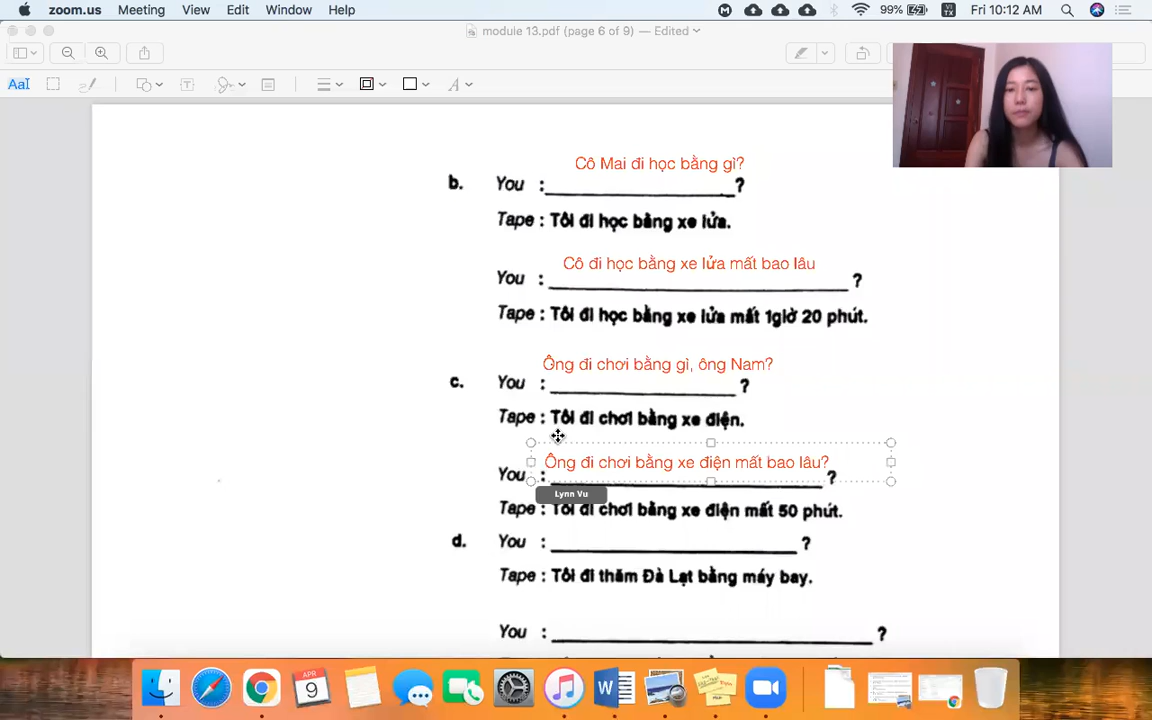 zoom.us Meeting View Edit Window Help 99% VI TX Fri 10:12 AM
module 13.pdf (page 6 of 9) — Edited
AaI T A
Cô Mai đi học bằng gì?
b. You : ?
Tape : Tôi đi học bằng xe lửa.
Cô đi học bằng xe lửa mất bao lâu
You : ?
Tape : Tôi đi học bằng xe lửa mất 1giờ 20 phút.
Ông đi chơi bằng gì, ông Nam?
c. You : ?
Tape : Tôi đi chơi bằng xe điện.
Ông đi chơi bằng xe điện mất bao lâu?
You : ?
Lynn Vu
Tape : Tôi đi chơi bằng xe điện mất 50 phút.
d. You : ?
Tape : Tôi đi thăm Đà Lạt bằng máy bay.
You : ?
APR
9